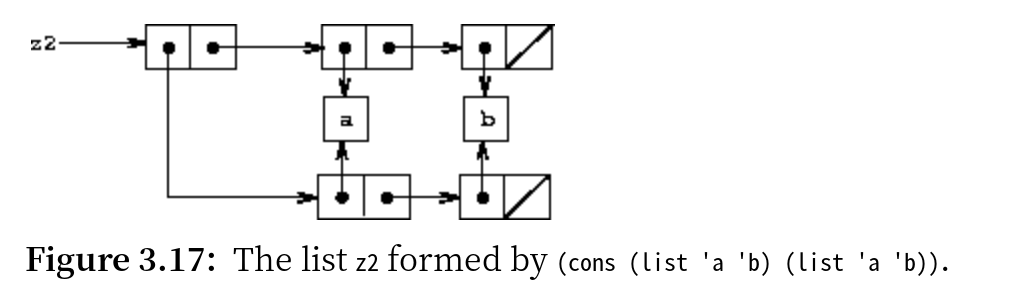 z2
a
b
Figure 3.17: The list z2 formed by (cons (list 'a 'b) (list 'a 'b)).